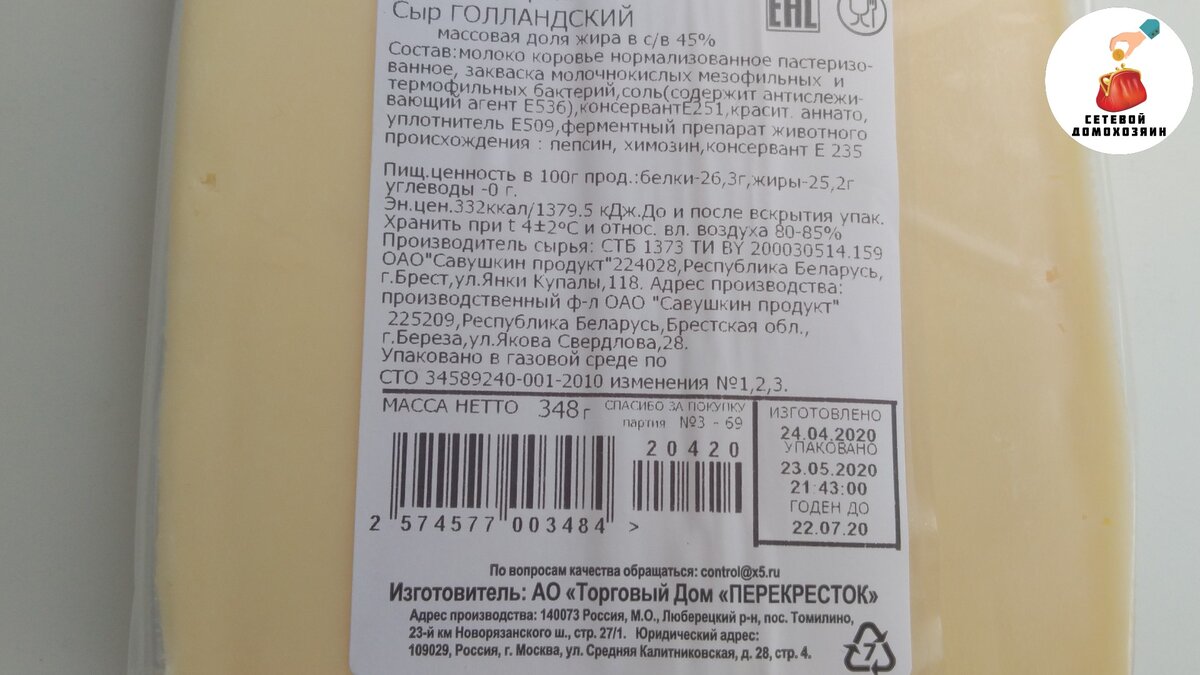 Сыр ГОЛЛАНДСКИЙ
массовая доля жира в с/в 45%
Состав:молоко коровье нормализованное пастеризо-
ванное, закваска молочнокислых мезофильных и
термофильных бактерий,соль(содержит антислежи-
вающий агент Е536),консервантЕ251,красит. аннато,
уплотнитель Е509,ферментный препарат животного
происхождения : пепсин, химозин,консервант Е 235
Пищ.ценность в 100г прод.:белки-26,3г,жиры-25,2г
углеводы -0 г.
Эн.цен.332ккал/1379.5 кДж.До и после вскрытия упак.
Хранить при t 4±2°С и относ. вл. воздуха 80-85%
Производитель сырья: СТБ 1373 ТИ BY 200030514.159
ОАО"Савушкин продукт"224028,Республика Беларусь,
г.Брест,ул.Янки Купалы,118. Адрес производства:
производственный ф-л ОАО "Савушкин продукт"
225209,Республика Беларусь,Брестская обл.,
г.Береза,ул.Якова Свердлова,28.
Упаковано в газовой среде по
СТО 34589240-001-2010 изменения №1,2,3.
МАССА НЕТТО 348г СПАСИБО ЗА ПОКУПКУ
партия №3 - 69
20420
2 574577 003484 >
ИЗГОТОВЛЕНО
24.04.2020
УПАКОВАНО
23.05.2020
21:43:00
ГОДЕН ДО
22.07.20
По вопросам качества обращаться: control@x5.ru
Изготовитель: АО «Торговый Дом «ПЕРЕКРЕСТОК»
Адрес производства: 140073 Россия, М.О., Люберецкий р-н, пос. Томилино,
23-й км Новорязанского ш., стр. 27/1. Юридический адрес:
109029, Россия, г. Москва, ул. Средняя Калитниковская, д. 28, стр. 4.
7
EAC
СЕТЕВОЙ
ДОМОХОЗЯИН